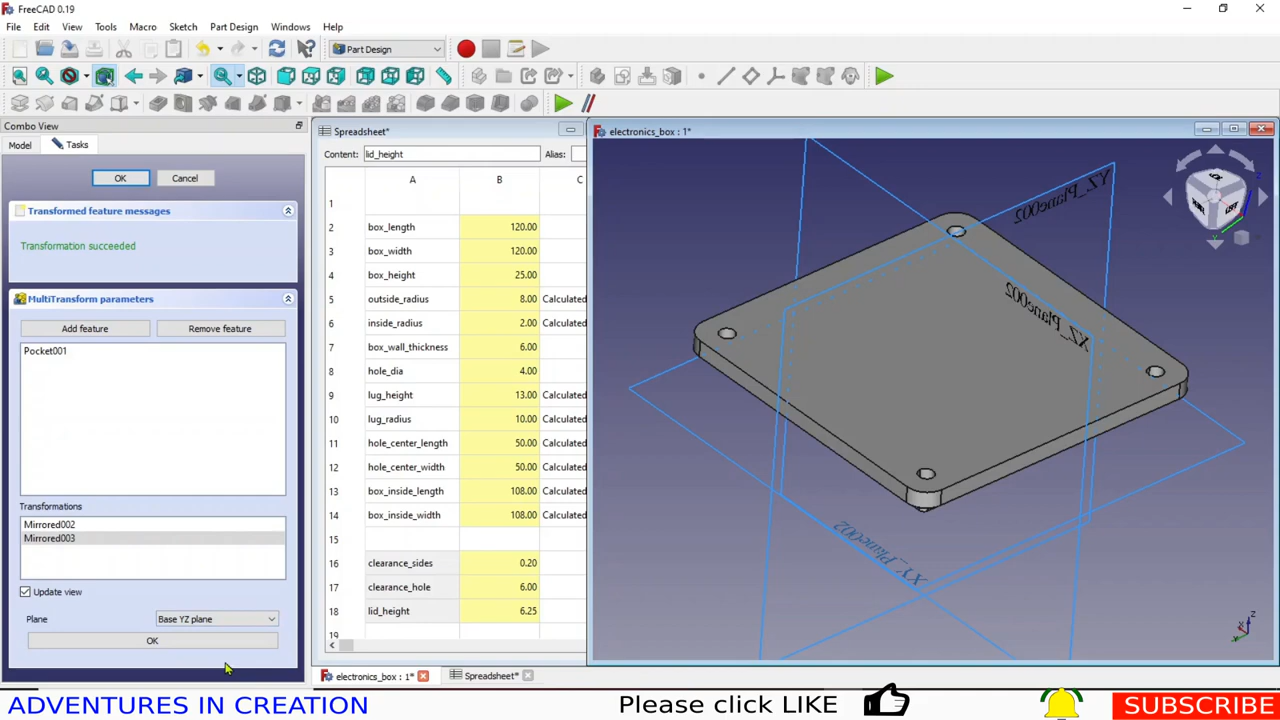 FreeCAD 0.19
File Edit View Tools Macro Sketch Part Design Windows Help
Part Design
Combo View
Model Tasks
OK Cancel
Transformed feature messages
Transformation succeeded
MultiTransform parameters
Add feature Remove feature
Pocket001
Transformations
Mirrored002
Mirrored003
Update view
Plane Base YZ plane
OK
Spreadsheet*
Content: lid_height Alias:
A B C
1
2 box_length 120.00
3 box_width 120.00
4 box_height 25.00
5 outside_radius 8.00 Calculated
6 inside_radius 2.00 Calculated
7 box_wall_thickness 6.00
8 hole_dia 4.00
9 lug_height 13.00 Calculated
10 lug_radius 10.00 Calculated
11 hole_center_length 50.00 Calculated
12 hole_center_width 50.00 Calculated
13 box_inside_length 108.00 Calculated
14 box_inside_width 108.00 Calculated
15
16 clearance_sides 0.20
17 clearance_hole 6.00
18 lid_height 6.25
19
electronics_box : 1*
YZ_Plane002
XZ_Plane002
XY_Plane002
Z
X
Y
electronics_box : 1* Spreadsheet*
ADVENTURES IN CREATION Please click LIKE SUBSCRIBE